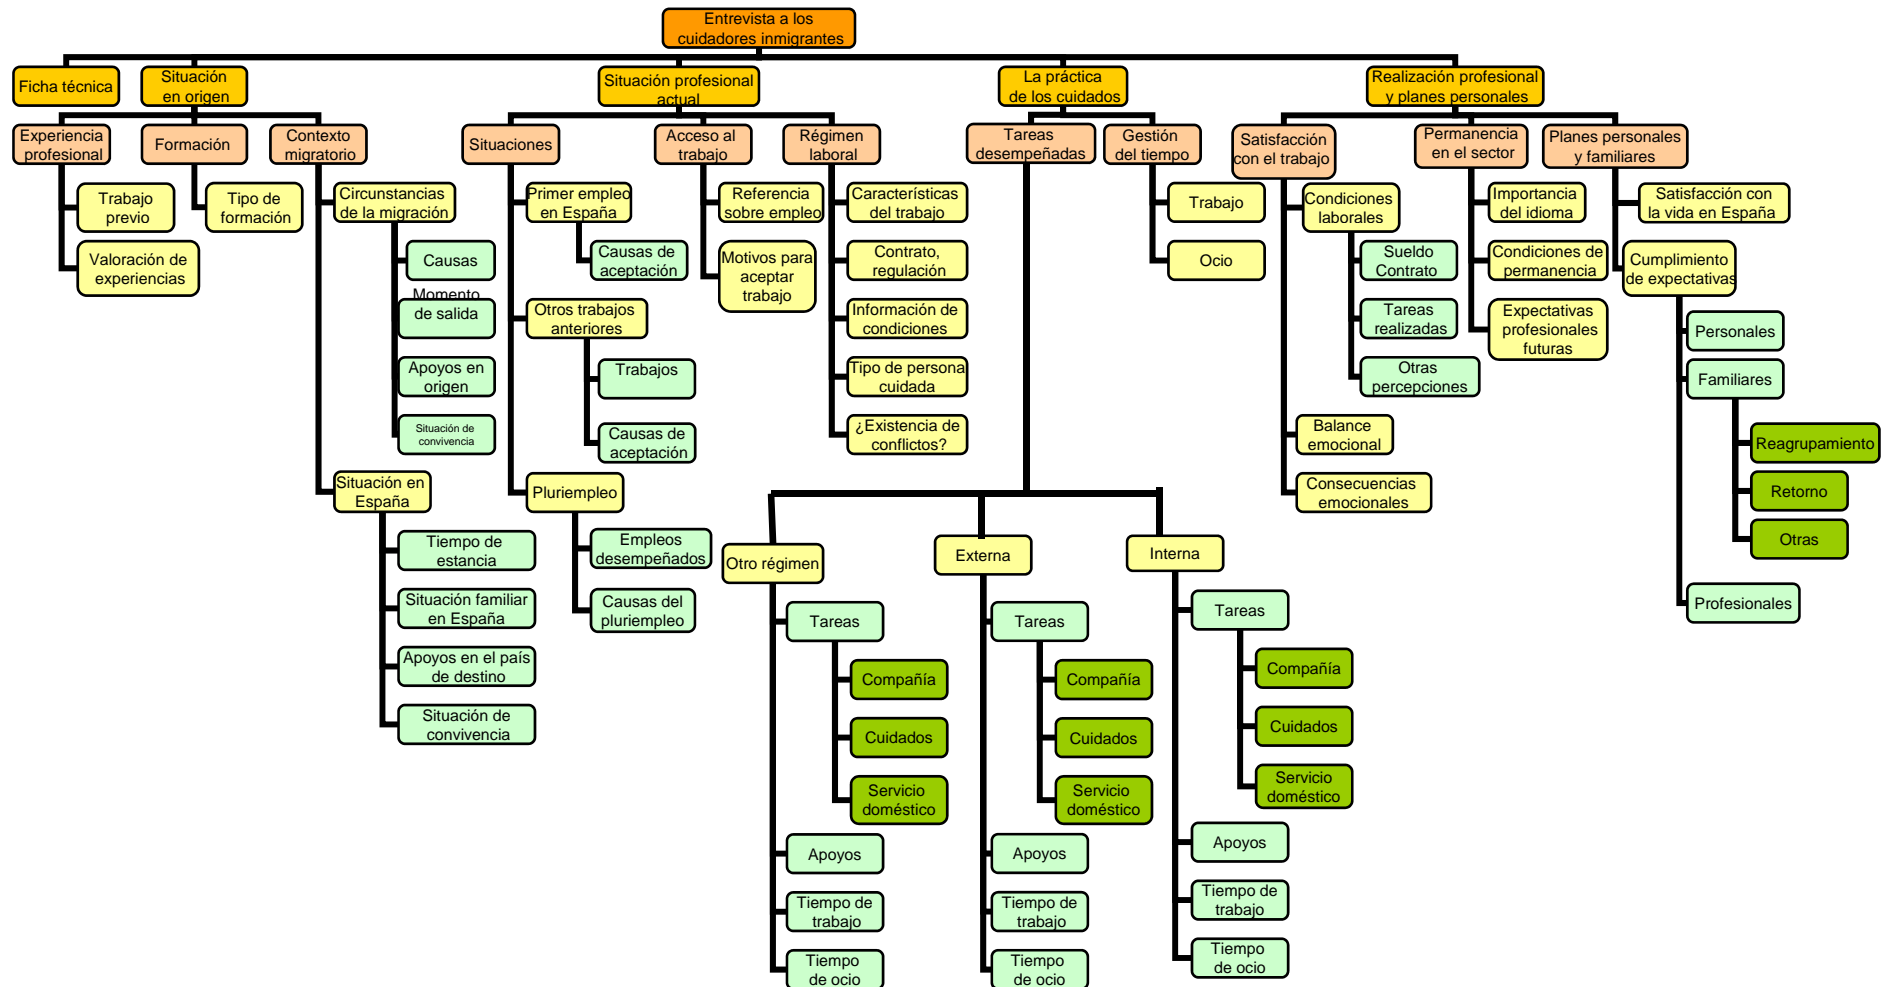 Entrevista a los
cuidadores inmigrantes
Ficha técnica
Situación
en origen
Situación profesional
actual
La práctica
de los cuidados
Realización profesional
y planes personales
Experiencia
profesional
Formación
Contexto
migratorio
Situaciones
Acceso al
trabajo
Régimen
laboral
Tareas
desempeñadas
Gestión
del tiempo
Satisfacción
con el trabajo
Permanencia
en el sector
Planes personales
y familiares
Trabajo
previo
Valoración de
experiencias
Tipo de
formación
Circunstancias
de la migración
Causas
Momento
de salida
Apoyos en
origen
Situación de
convivencia
Situación en
España
Tiempo de
estancia
Situación familiar
en España
Apoyos en el país
de destino
Situación de
convivencia
Primer empleo
en España
Causas de
aceptación
Otros trabajos
anteriores
Trabajos
Causas de
aceptación
Pluriempleo
Empleos
desempeñados
Causas del
pluriempleo
Referencia
sobre empleo
Motivos para
aceptar
trabajo
Características
del trabajo
Contrato,
regulación
Información de
condiciones
Tipo de persona
cuidada
¿Existencia de
conflictos?
Otro régimen
Tareas
Compañía
Cuidados
Servicio
doméstico
Apoyos
Tiempo de
trabajo
Tiempo
de ocio
Externa
Tareas
Compañía
Cuidados
Servicio
doméstico
Apoyos
Tiempo de
trabajo
Tiempo
de ocio
Interna
Tareas
Compañía
Cuidados
Servicio
doméstico
Apoyos
Tiempo de
trabajo
Tiempo
de ocio
Trabajo
Ocio
Condiciones
laborales
Sueldo
Contrato
Tareas
realizadas
Otras
percepciones
Balance
emocional
Consecuencias
emocionales
Importancia
del idioma
Condiciones de
permanencia
Expectativas
profesionales
futuras
Satisfacción con
la vida en España
Cumplimiento
de expectativas
Personales
Familiares
Reagrupamiento
Retorno
Otras
Profesionales